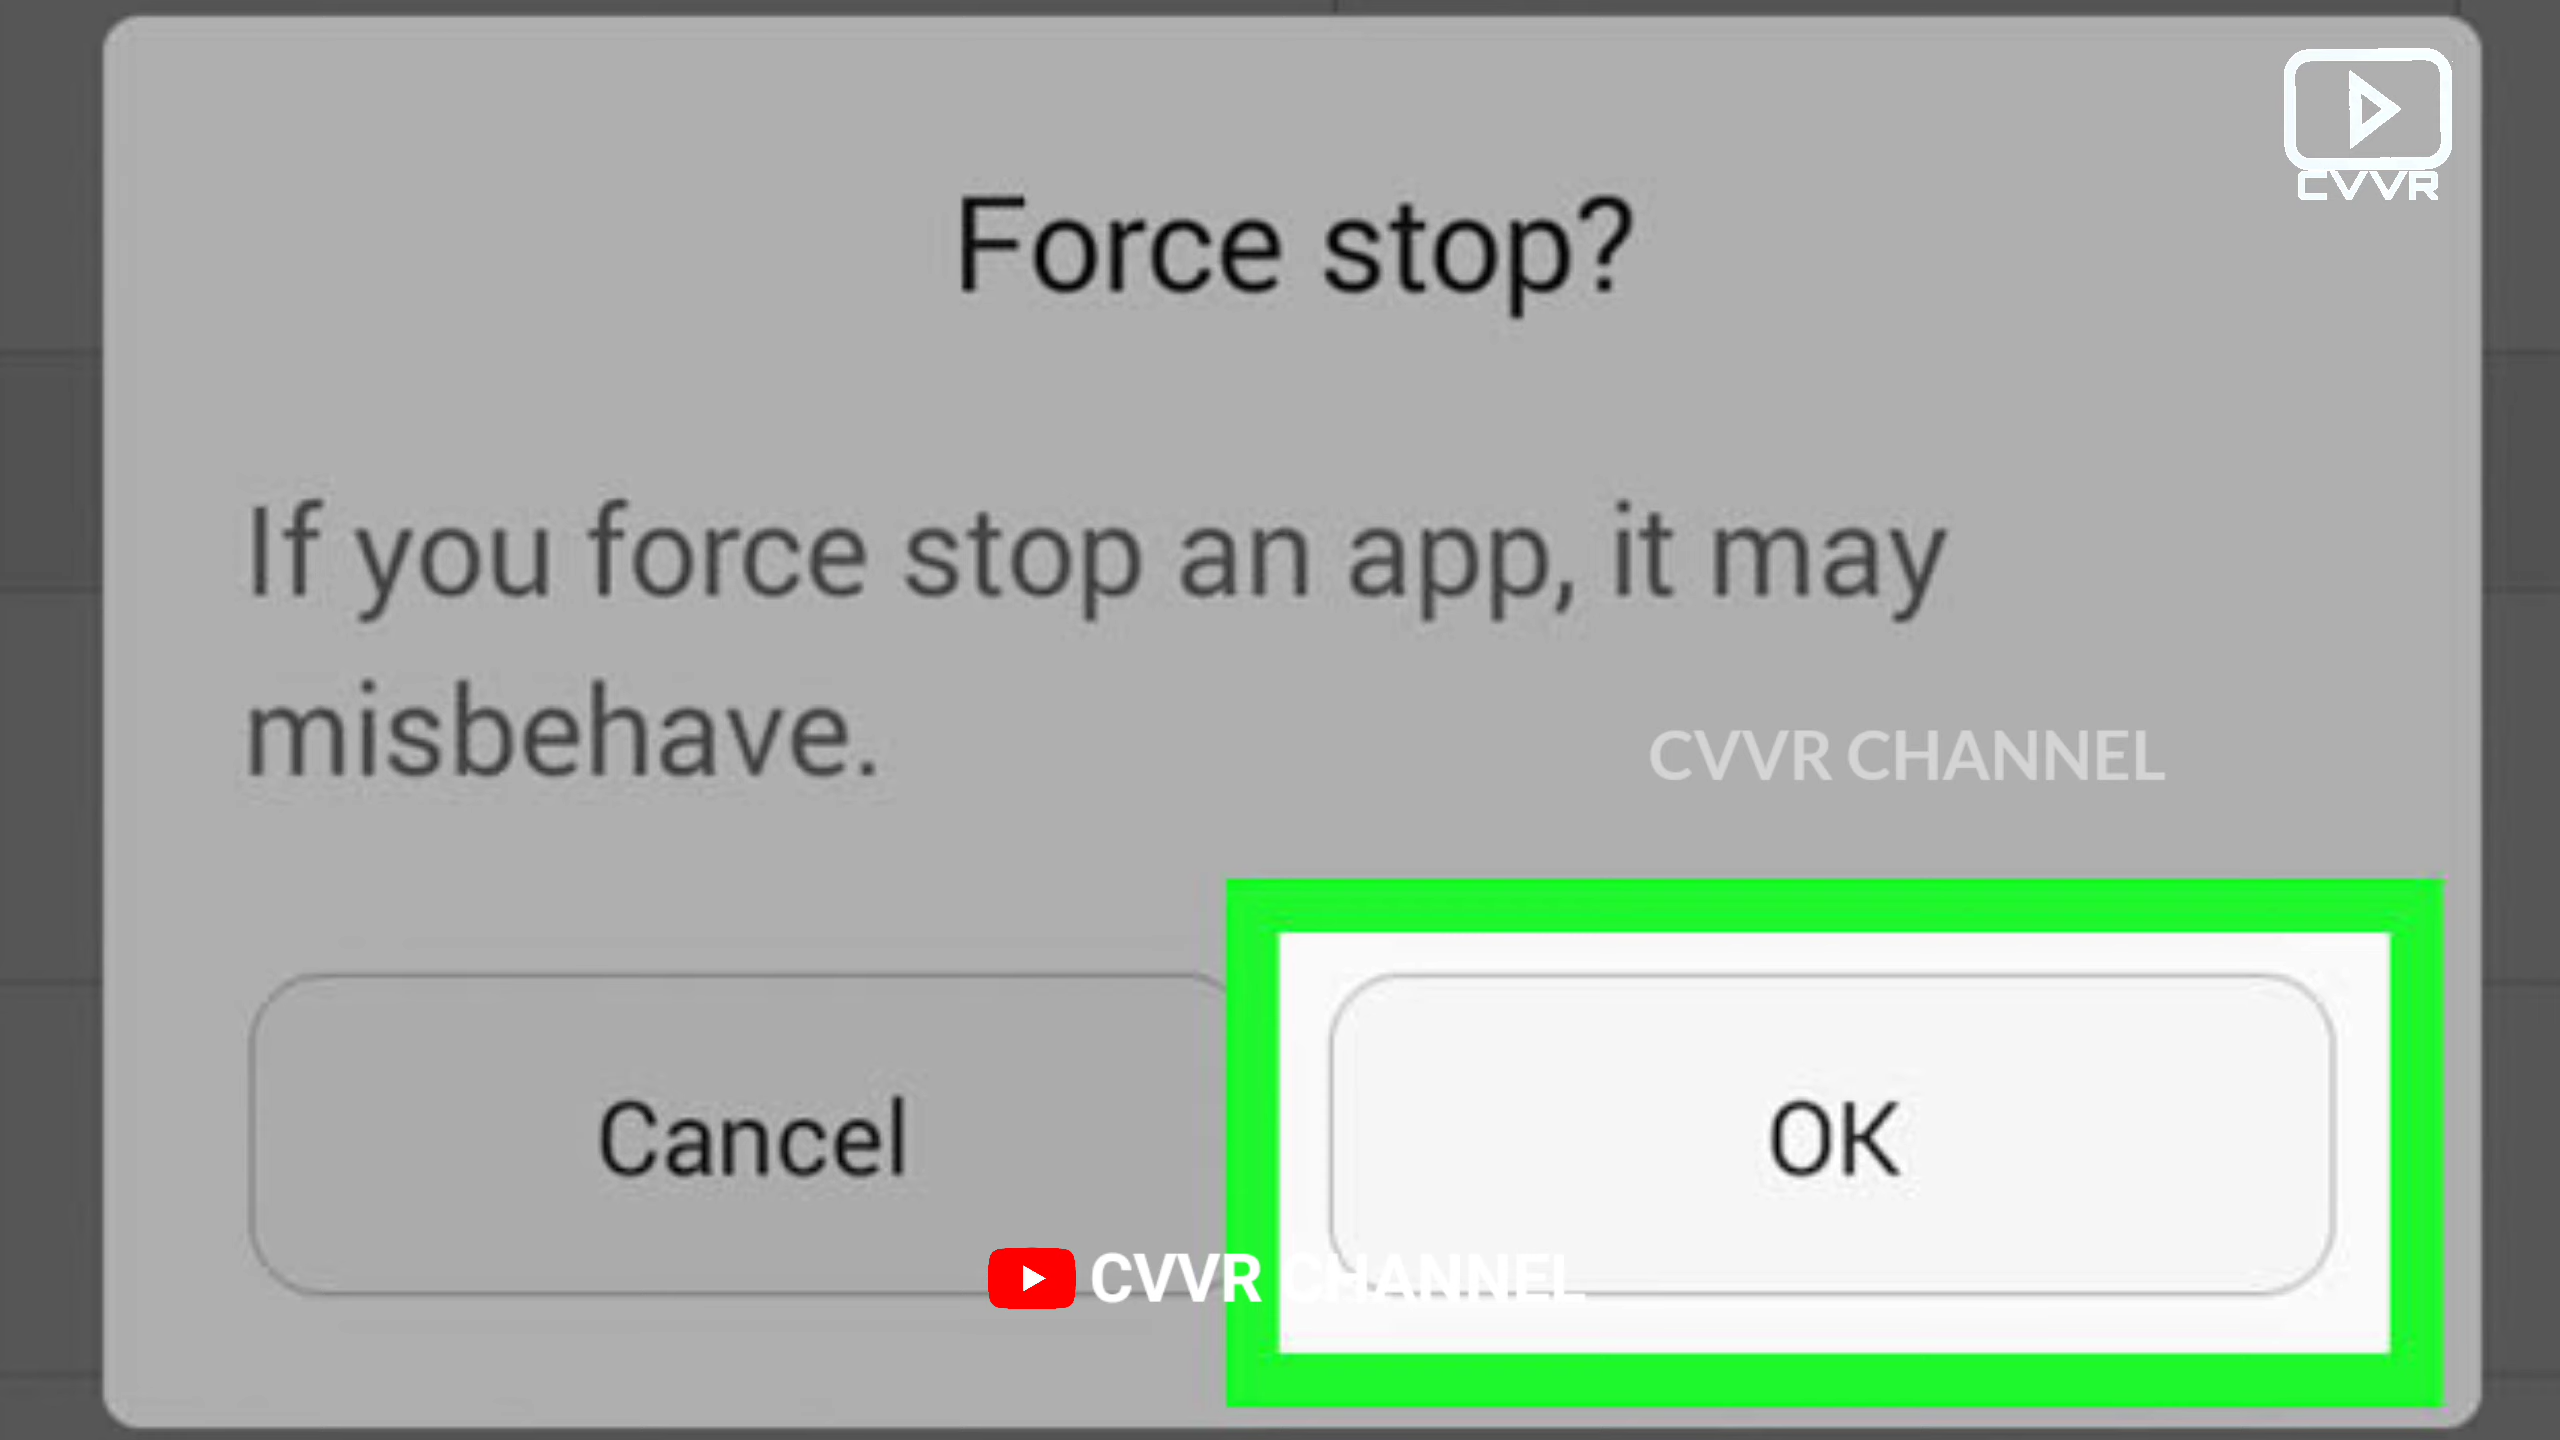 CVVR
Force stop?
If you force stop an app, it may
misbehave.
CVVR CHANNEL
Cancel
OK
CVVR CHANNEL